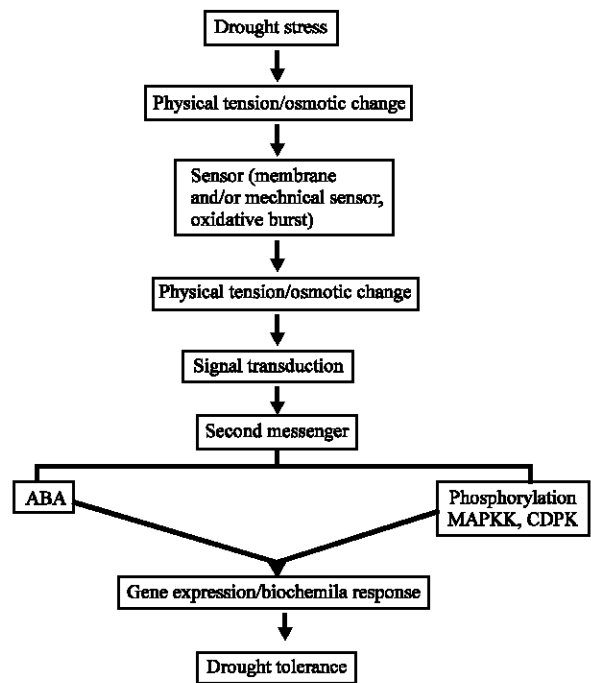 Drought stress
Physical tension/osmotic change
Sensor (membrane
and/or mechnical sensor,
oxidative burst)
Physical tension/osmotic change
Signal transduction
Second messenger
ABA
Phosphorylation
MAPKK, CDPK
Gene expression/biochemila response
Drought tolerance